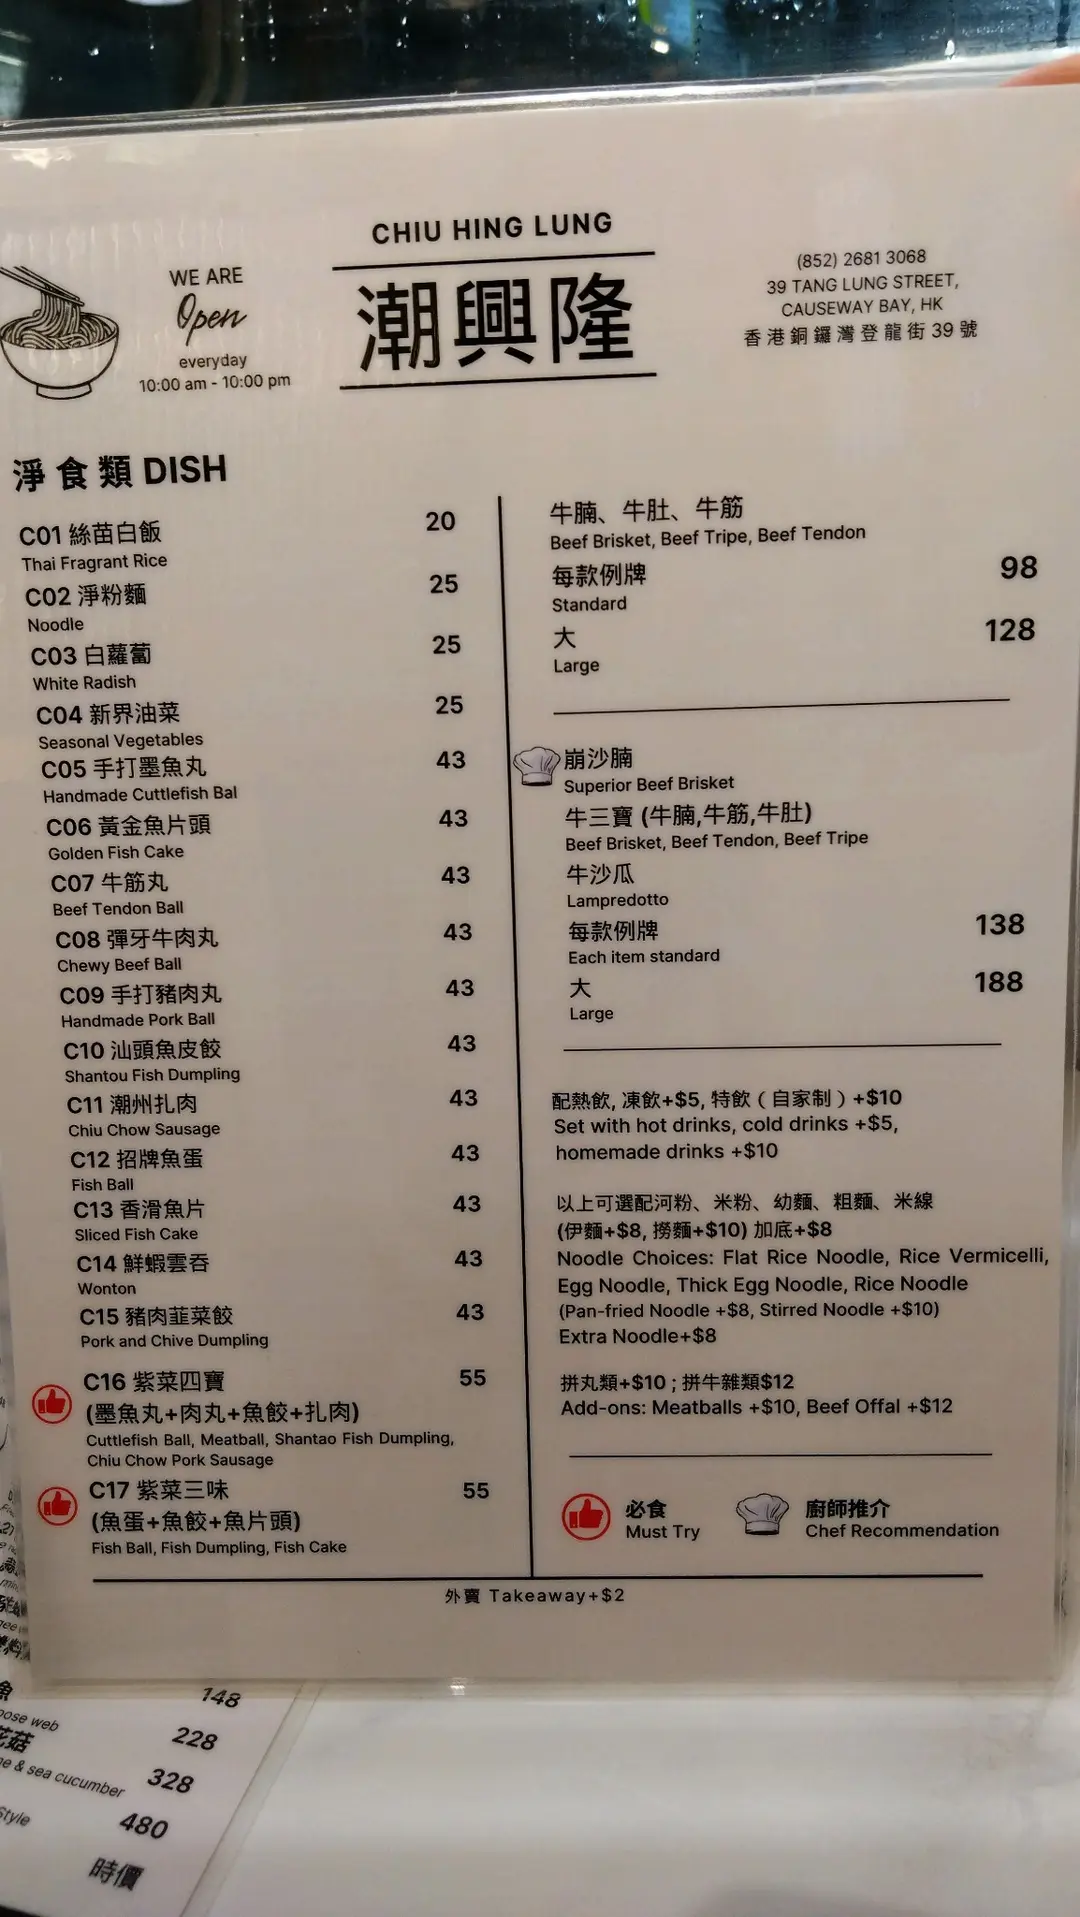 CHIU HING LUNG
潮興隆
WE ARE
Open
everyday
10:00 am - 10:00 pm
(852) 2681 3068
39 TANG LUNG STREET,
CAUSEWAY BAY, HK
香港銅鑼灣登龍街 39 號
淨食類 DISH
C01 絲苗白飯 20
Thai Fragrant Rice
C02 淨粉麵 25
Noodle
C03 白蘿蔔 25
White Radish
C04 新界油菜 25
Seasonal Vegetables
C05 手打墨魚丸 43
Handmade Cuttlefish Bal
C06 黃金魚片頭 43
Golden Fish Cake
C07 牛筋丸 43
Beef Tendon Ball
C08 彈牙牛肉丸 43
Chewy Beef Ball
C09 手打豬肉丸 43
Handmade Pork Ball
C10 汕頭魚皮餃 43
Shantou Fish Dumpling
C11 潮州扎肉 43
Chiu Chow Sausage
C12 招牌魚蛋 43
Fish Ball
C13 香滑魚片 43
Sliced Fish Cake
C14 鮮蝦雲吞 43
Wonton
C15 豬肉韮菜餃 43
Pork and Chive Dumpling
C16 紫菜四寶 55
(墨魚丸+肉丸+魚餃+扎肉)
Cuttlefish Ball, Meatball, Shantao Fish Dumpling,
Chiu Chow Pork Sausage
C17 紫菜三味 55
(魚蛋+魚餃+魚片頭)
Fish Ball, Fish Dumpling, Fish Cake
牛腩、牛肚、牛筋
Beef Brisket, Beef Tripe, Beef Tendon
每款例牌 98
Standard
大 128
Large
崩沙腩
Superior Beef Brisket
牛三寶 (牛腩,牛筋,牛肚)
Beef Brisket, Beef Tendon, Beef Tripe
牛沙瓜
Lampredotto
每款例牌 138
Each item standard
大 188
Large
配熱飲, 凍飲+$5, 特飲（自家制）+$10
Set with hot drinks, cold drinks +$5,
homemade drinks +$10
以上可選配河粉、米粉、幼麵、粗麵、米線
(伊麵+$8, 撈麵+$10) 加底+$8
Noodle Choices: Flat Rice Noodle, Rice Vermicelli,
Egg Noodle, Thick Egg Noodle, Rice Noodle
(Pan-fried Noodle +$8, Stirred Noodle +$10)
Extra Noodle+$8
拼丸類+$10 ; 拼牛雜類$12
Add-ons: Meatballs +$10, Beef Offal +$12
必食
Must Try
廚師推介
Chef Recommendation
外賣 Takeaway+$2
魚 148
web
花菇 228
& sea cucumber 328
Style 480
時價